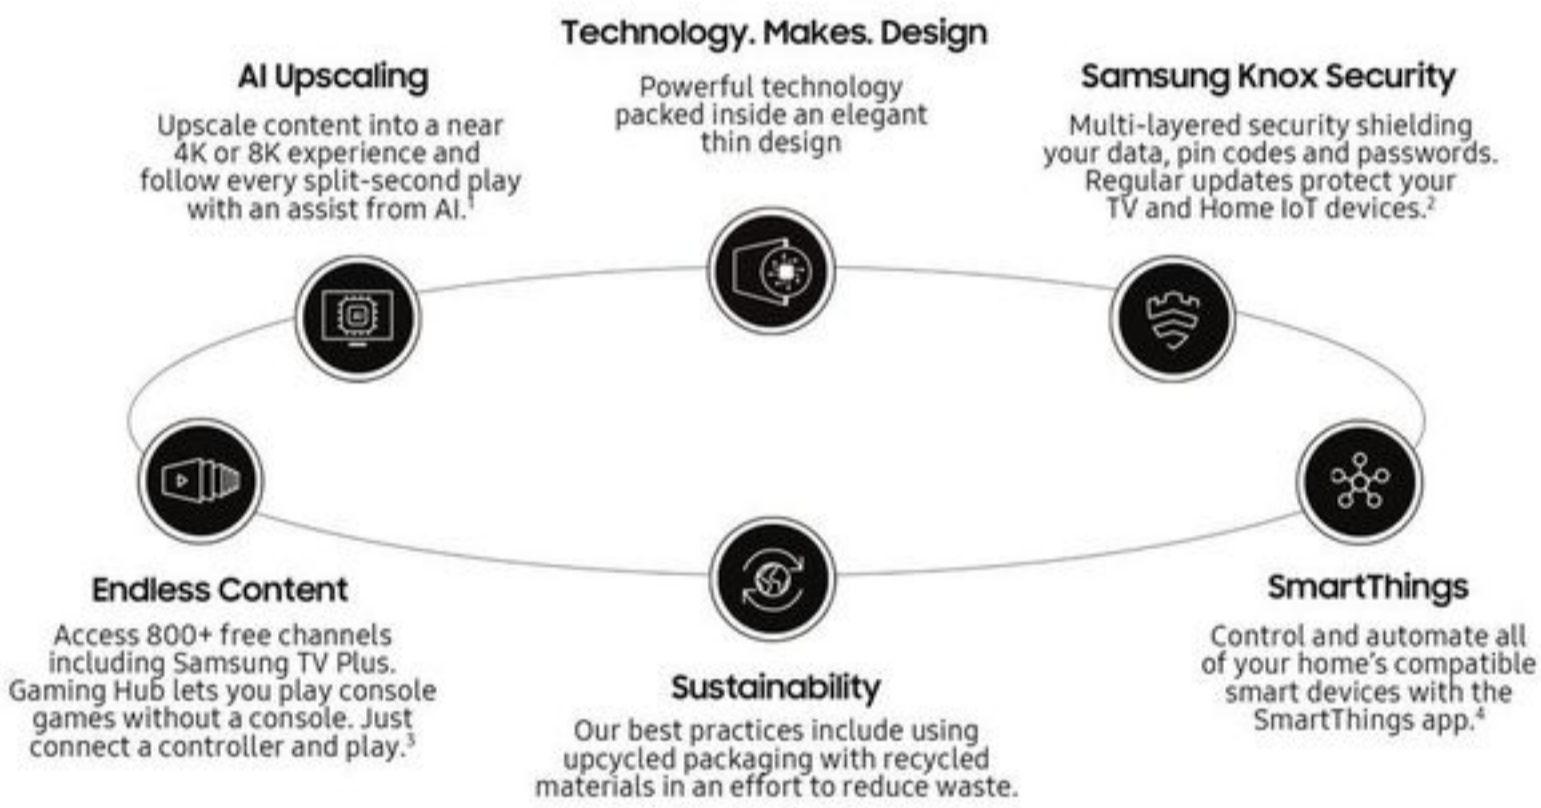 Technology. Makes. Design
Powerful technology
packed inside an elegant
thin design
AI Upscaling
Upscale content into a near
4K or 8K experience and
follow every split-second play
with an assist from AI.¹
Samsung Knox Security
Multi-layered security shielding
your data, pin codes and passwords.
Regular updates protect your
TV and Home IoT devices.²
AI
Endless Content
Access 800+ free channels
including Samsung TV Plus.
Gaming Hub lets you play console
games without a console. Just
connect a controller and play.³
Sustainability
Our best practices include using
upcycled packaging with recycled
materials in an effort to reduce waste.
SmartThings
Control and automate all
of your home's compatible
smart devices with the
SmartThings app.⁴